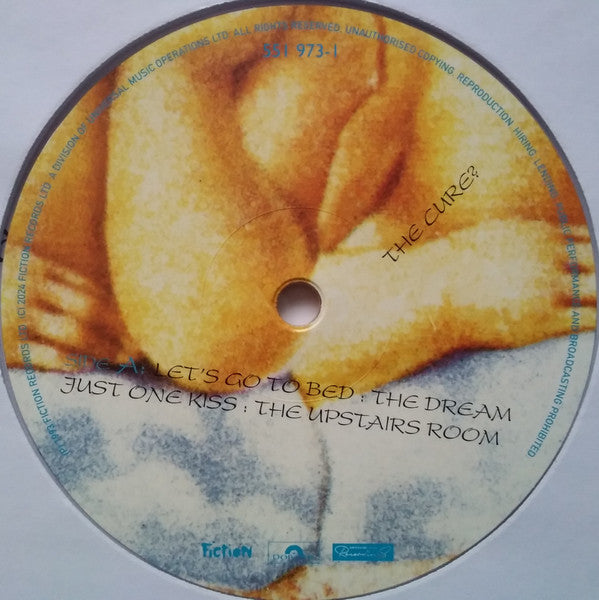 (P) 1993 FICTION RECORDS LTD. (C) 2024 FICTION RECORDS LTD. A DIVISION OF UNIVERSAL MUSIC OPERATIONS LTD. ALL RIGHTS RESERVED. UNAUTHORISED COPYING, REPRODUCTION, HIRING, LENDING, PUBLIC PERFORMANCE AND BROADCASTING PROHIBITED.
551 973-1
THE CURE?
SIDE A: LET'S GO TO BED : THE DREAM
JUST ONE KISS : THE UPSTAIRS ROOM
Fiction